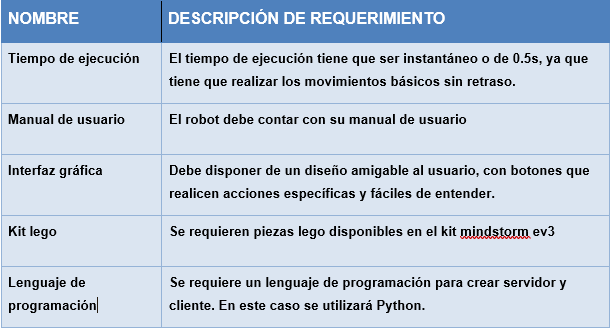 NOMBRE DESCRIPCIÓN DE REQUERIMIENTO
Tiempo de ejecución El tiempo de ejecución tiene que ser instantáneo o de 0.5s, ya que
tiene que realizar los movimientos básicos sin retraso.
Manual de usuario El robot debe contar con su manual de usuario
Interfaz gráfica Debe disponer de un diseño amigable al usuario, con botones que
realicen acciones específicas y fáciles de entender.
Kit lego Se requieren piezas lego disponibles en el kit mindstorm ev3
Lenguaje de Se requiere un lenguaje de programación para crear servidor y
programación cliente. En este caso se utilizará Python.